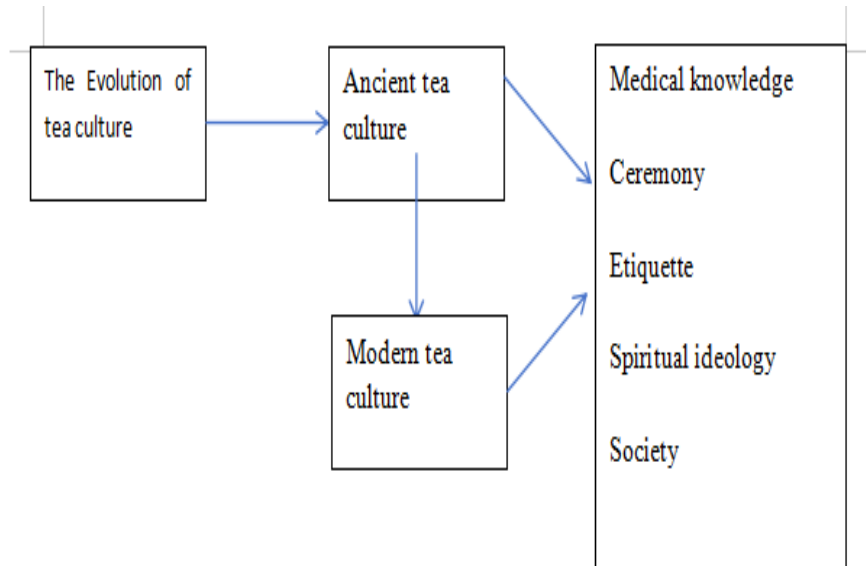 The Evolution of
tea culture
Ancient tea
culture
Modern tea
culture
Medical knowledge
Ceremony
Etiquette
Spiritual ideology
Society